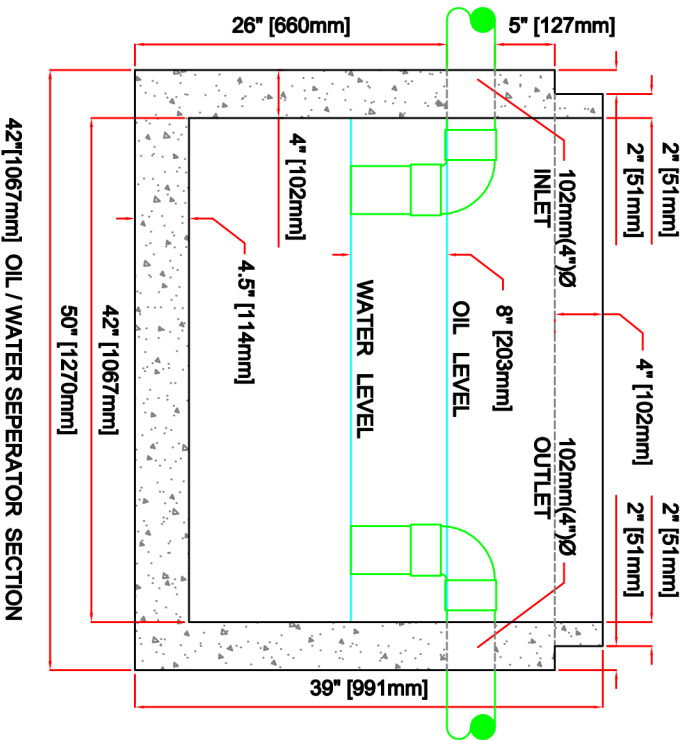 26" [660mm]
5" [127mm]
2" [51mm]
2" [51mm]
4" [102mm]
102mm(4")Ø
INLET
4" [102mm]
4.5" [114mm]
8" [203mm]
OIL LEVEL
WATER LEVEL
102mm(4")Ø
OUTLET
2" [51mm]
2" [51mm]
42" [1067mm]
50" [1270mm]
39" [991mm]
42"[1067mm] OIL / WATER SEPERATOR SECTION